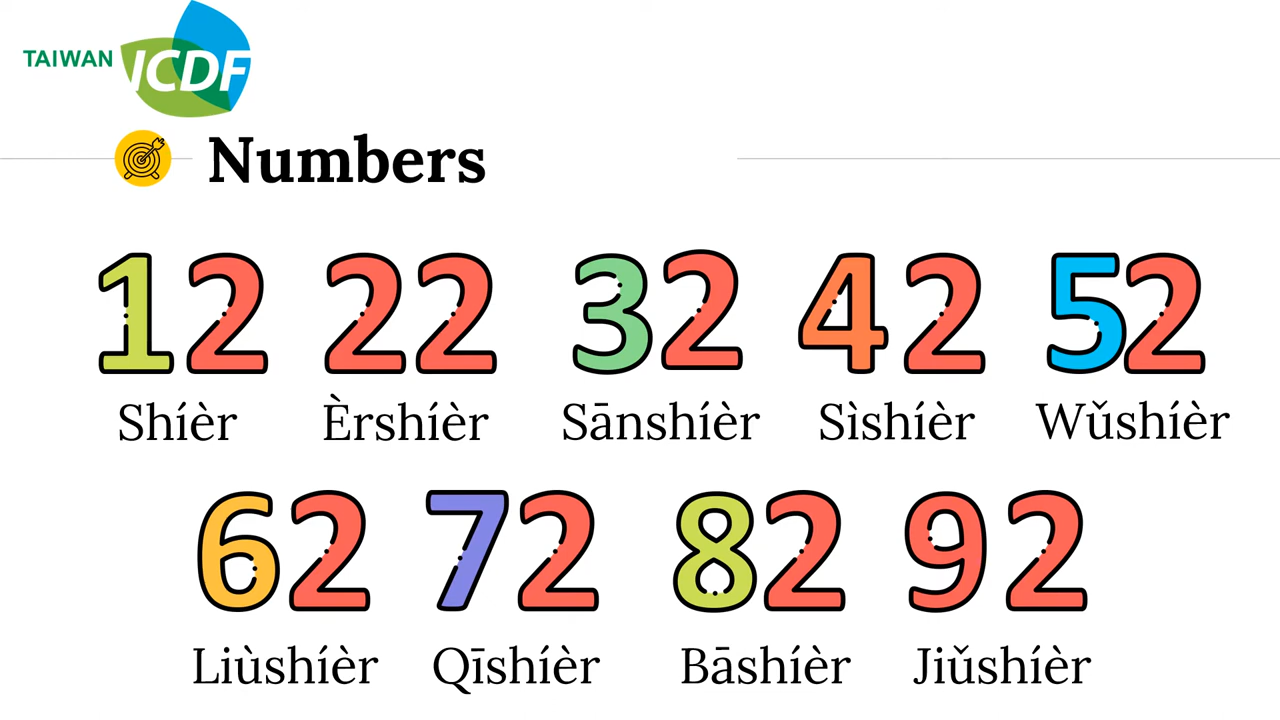 TAIWAN ICDF
Numbers
12 22 32 42 52
Shíèr Èrshíèr Sānshíèr Sìshíèr Wǔshíèr
62 72 82 92
Liùshíèr Qīshíèr Bāshíèr Jiǔshíèr